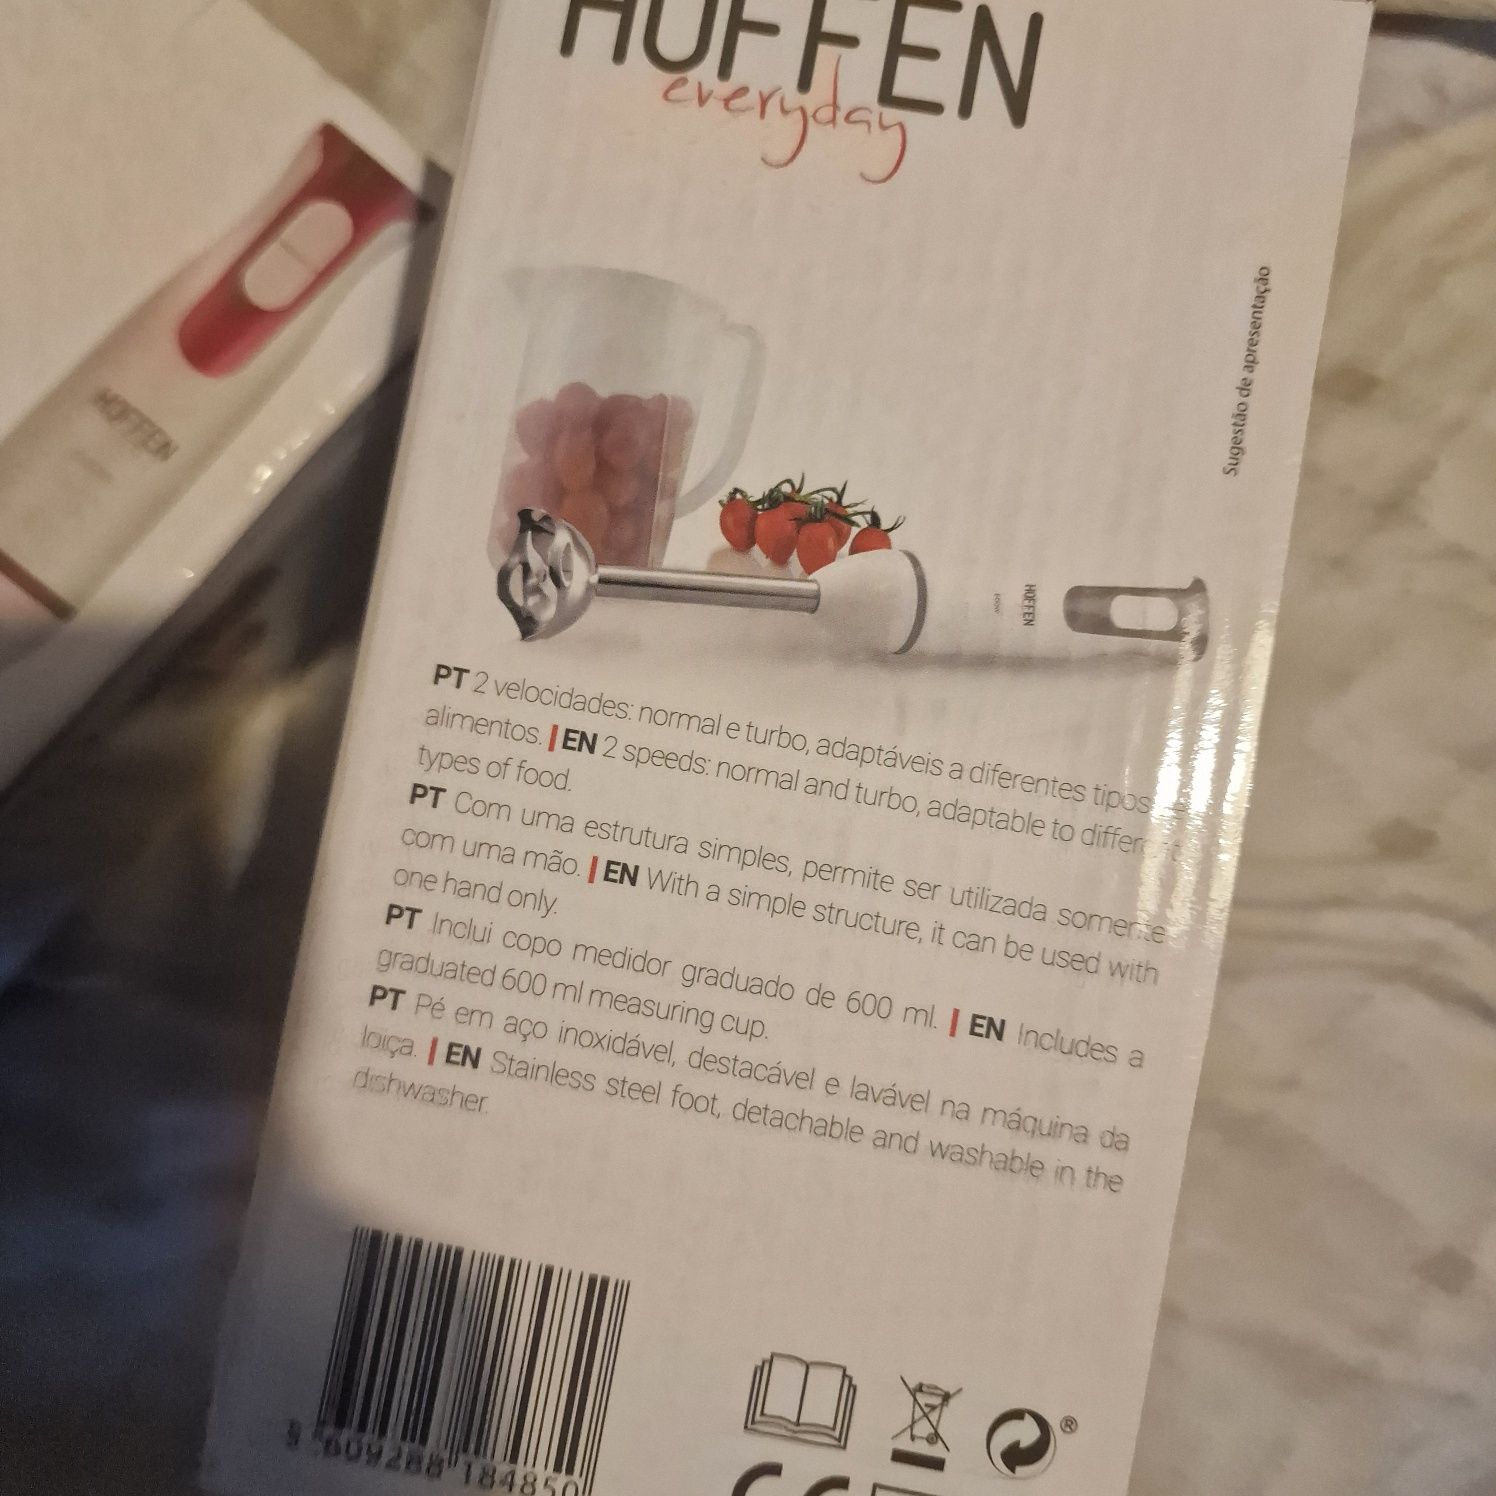 HOFFEN
everyday
HOFFEN
Sugestão de apresentação
HOFFEN
PT 2 velocidades: normal e turbo, adaptáveis a diferentes tipos
alimentos. | EN 2 speeds: normal and turbo, adaptable to different
types of food.
PT Com uma estrutura simples, permite ser utilizada somente
com uma mão. | EN With a simple structure, it can be used with
one hand only.
PT Inclui copo medidor graduado de 600 ml. | EN Includes a
graduated 600 ml measuring cup.
PT Pé em aço inoxidável, destacável e lavável na máquina da
loiça. | EN Stainless steel foot, detachable and washable in the
dishwasher.
609288 184850
®
CE